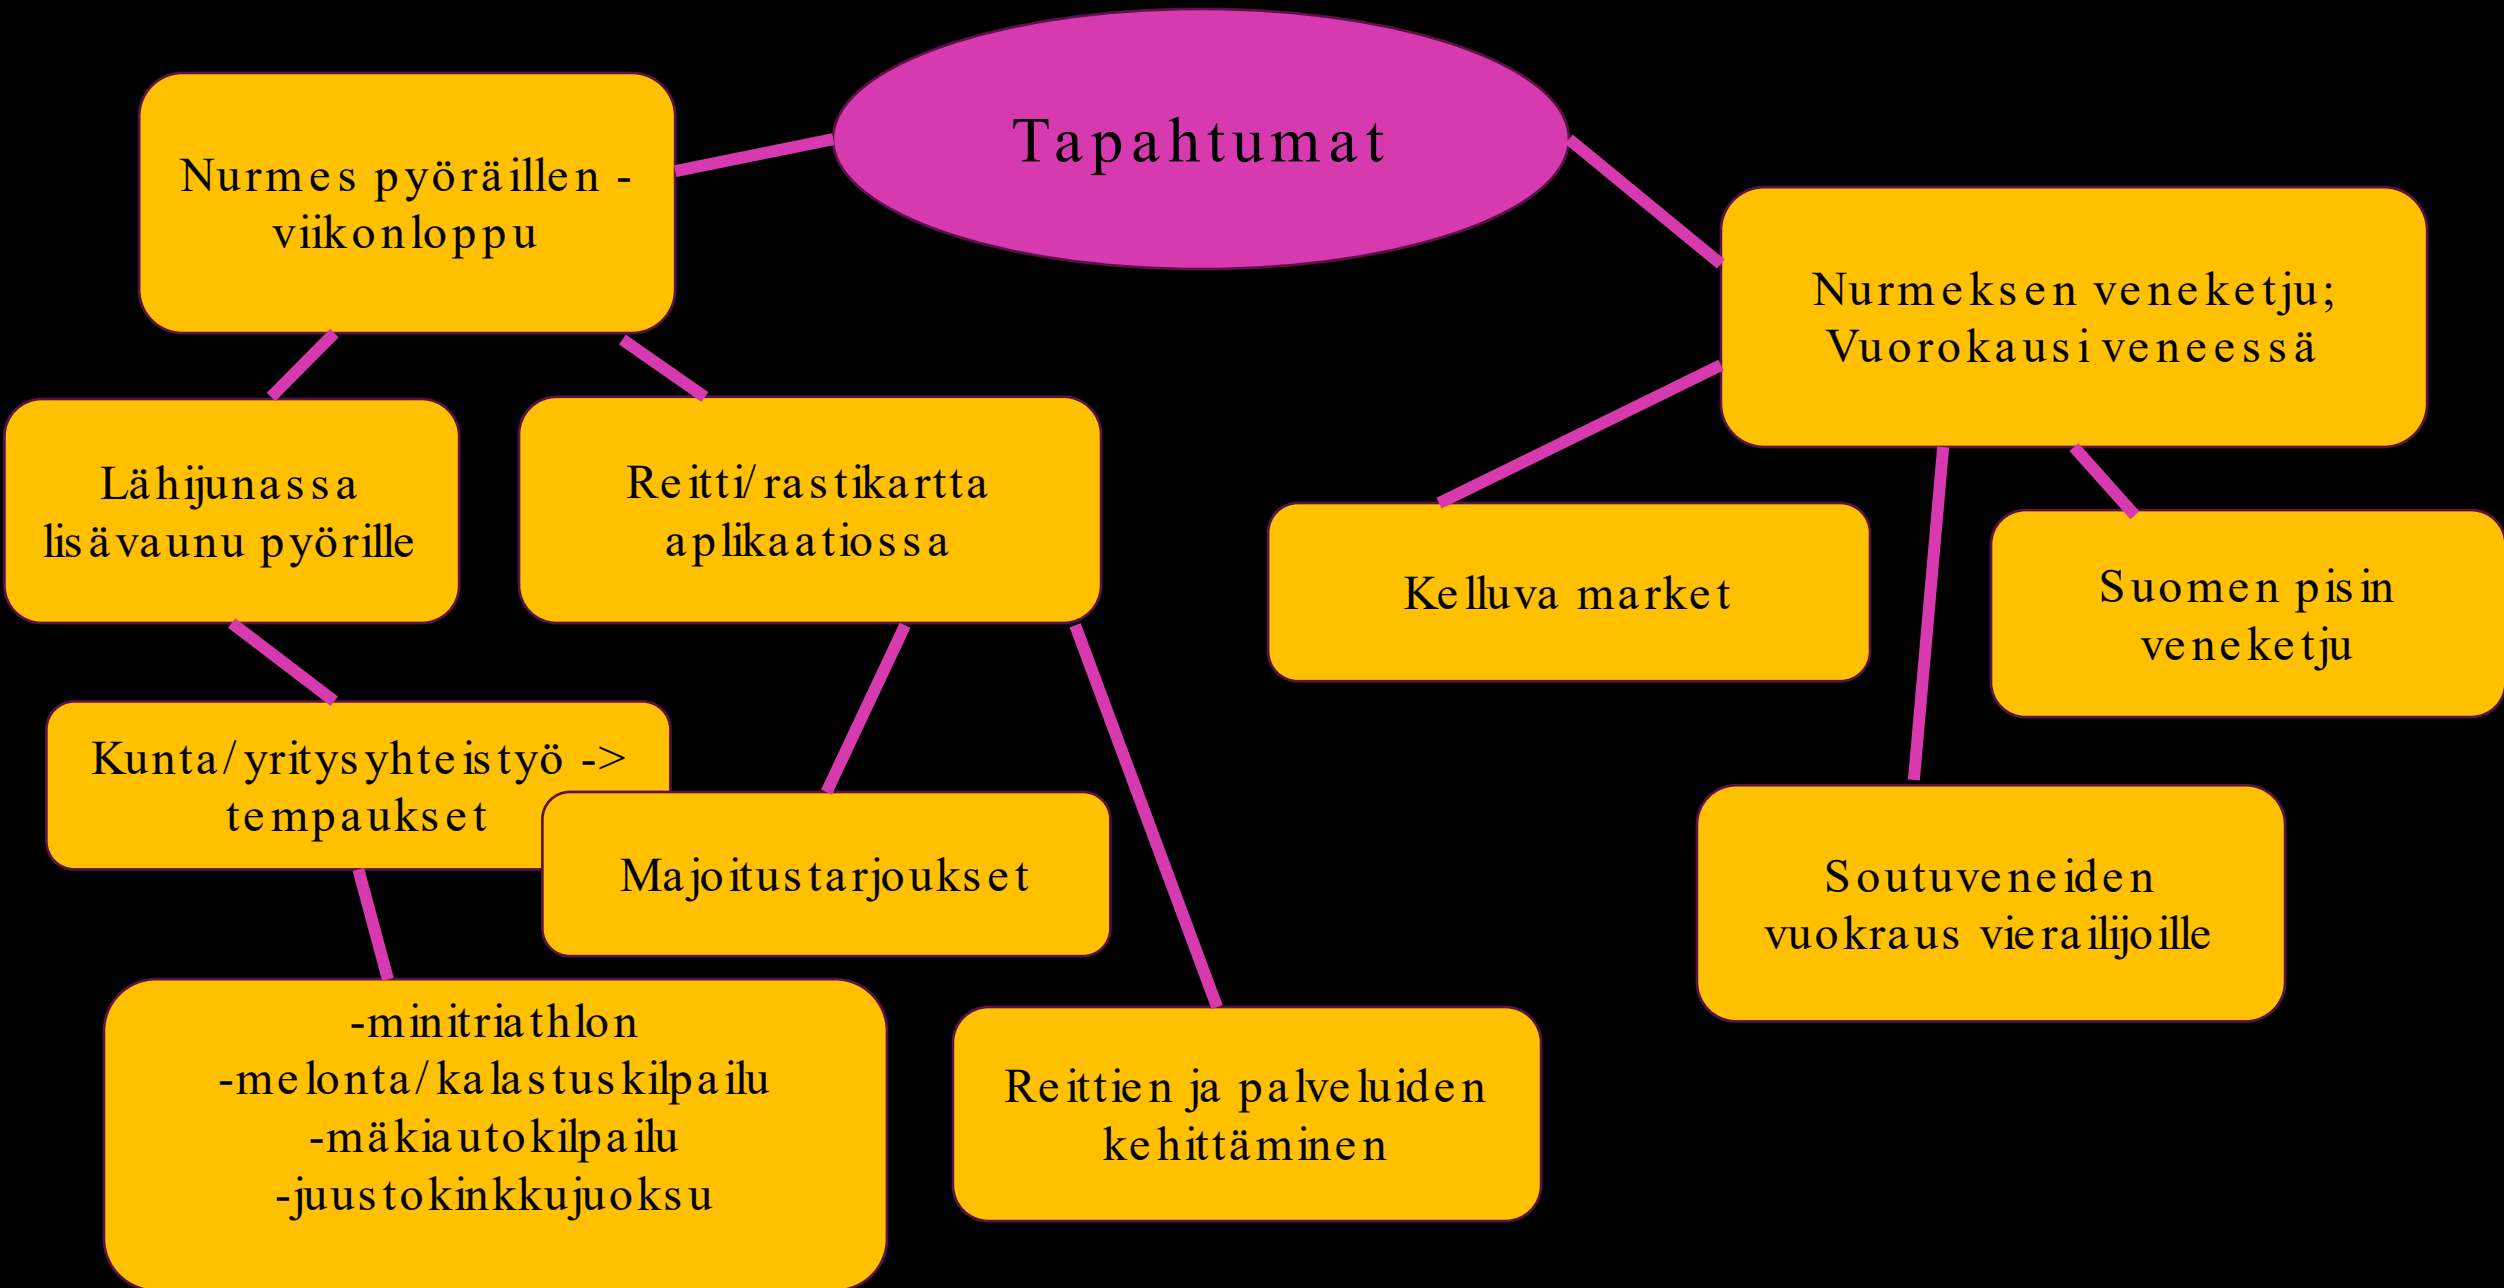 Tapahtumat
Nurmes pyöräillen -
viikonloppu
Nurmeksen veneketju;
Vuorokausi veneessä
Lähijunassa
lisävaunu pyörille
Reitti/rastikartta
aplikaatiossa
Kelluva market
Suomen pisin
veneketju
Kunta/yritysyhteistyö ->
tempaukset
Majoitustarjoukset
Soutuveneiden
vuokraus vierailijoille
-minitriathlon
-melonta/kalastuskilpailu
-mäkiautokilpailu
-juustokinkkujuoksu
Reittien ja palveluiden
kehittäminen